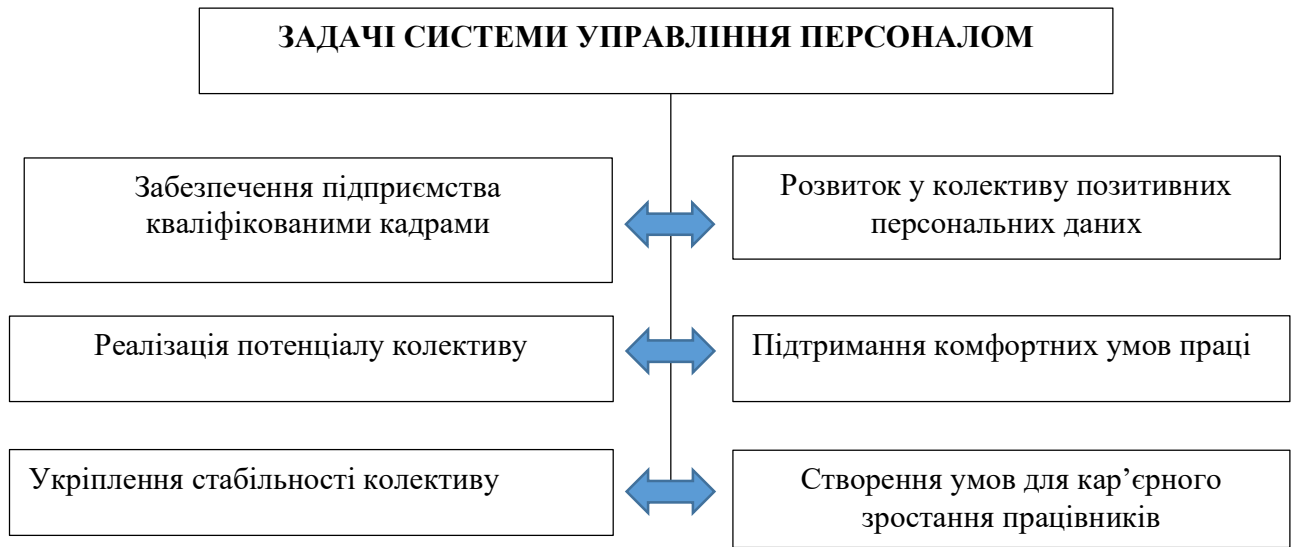 ЗАДАЧІ СИСТЕМИ УПРАВЛІННЯ ПЕРСОНАЛОМ
Забезпечення підприємства
кваліфікованими кадрами
Розвиток у колективу позитивних
персональних даних
Реалізація потенціалу колективу
Підтримання комфортних умов праці
Укріплення стабільності колективу
Створення умов для кар’єрного
зростання працівників